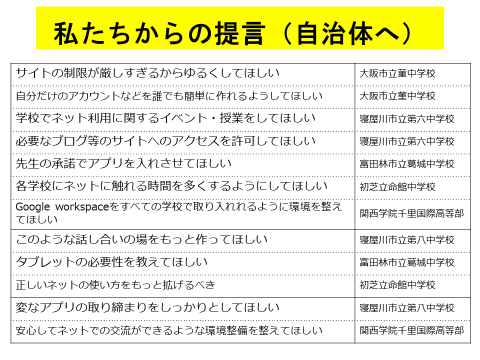 私たちからの提言（自治体へ）
サイトの制限が厳しすぎるからゆるくしてほしい 大阪市立菫中学校
自分だけのアカウントなどを誰でも簡単に作れるようしてほしい 大阪市立菫中学校
学校でネット利用に関するイベント・授業をしてほしい 寝屋川市立第六中学校
必要なブログ等のサイトへのアクセスを許可してほしい 寝屋川市立第六中学校
先生の承諾でアプリを入れさせてほしい 富田林市立葛城中学校
各学校にネットに触れる時間を多くするようにしてほしい 初芝立命館中学校
Google workspaceをすべての学校で取り入れれるように環境を整え
てほしい 関西学院千里国際高等部
このような話し合いの場をもっと作ってほしい 寝屋川市立第八中学校
タブレットの必要性を教えてほしい 富田林市立葛城中学校
正しいネットの使い方をもっと拡げるべき 初芝立命館中学校
変なアプリの取り締まりをしっかりとしてほしい 寝屋川市立第八中学校
安心してネットでの交流ができるような環境整備を整えてほしい 関西学院千里国際高等部